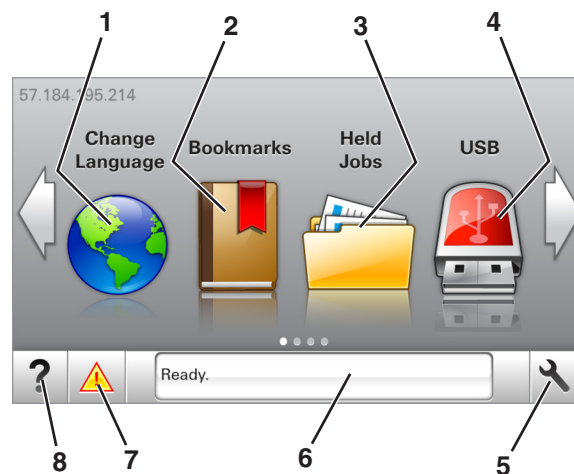 1 2 3 4
57.184.195.214
Change Language
Bookmarks
Held Jobs
USB
? Ready.
8 7 6 5